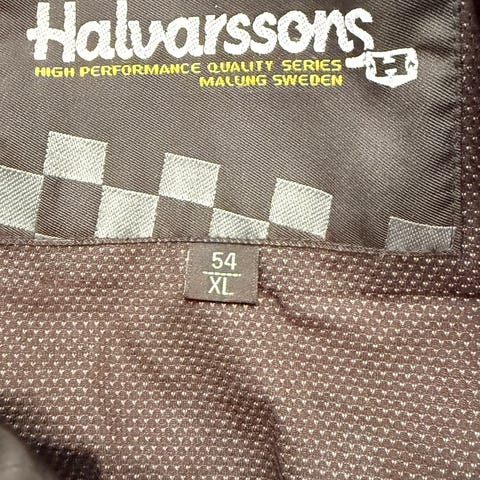 Halvarssons
H
HIGH PERFORMANCE QUALITY SERIES
MALUNG SWEDEN
54
XL